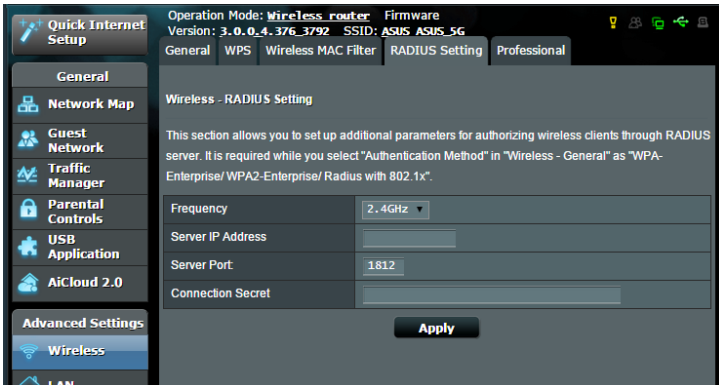 Quick Internet
Setup
General
Network Map
Guest
Network
Traffic
Manager
Parental
Controls
USB
Application
AiCloud 2.0
Advanced Settings
Wireless
LAN
Operation Mode: Wireless router Firmware
Version: 3.0.0.4.376_3792 SSID: ASUS ASUS_5G
General WPS Wireless MAC Filter RADIUS Setting Professional
Wireless - RADIUS Setting
This section allows you to set up additional parameters for authorizing wireless clients through RADIUS
server. It is required while you select "Authentication Method" in "Wireless - General" as "WPA-
Enterprise/ WPA2-Enterprise/ Radius with 802.1x".
Frequency 2.4GHz
Server IP Address
Server Port: 1812
Connection Secret
Apply